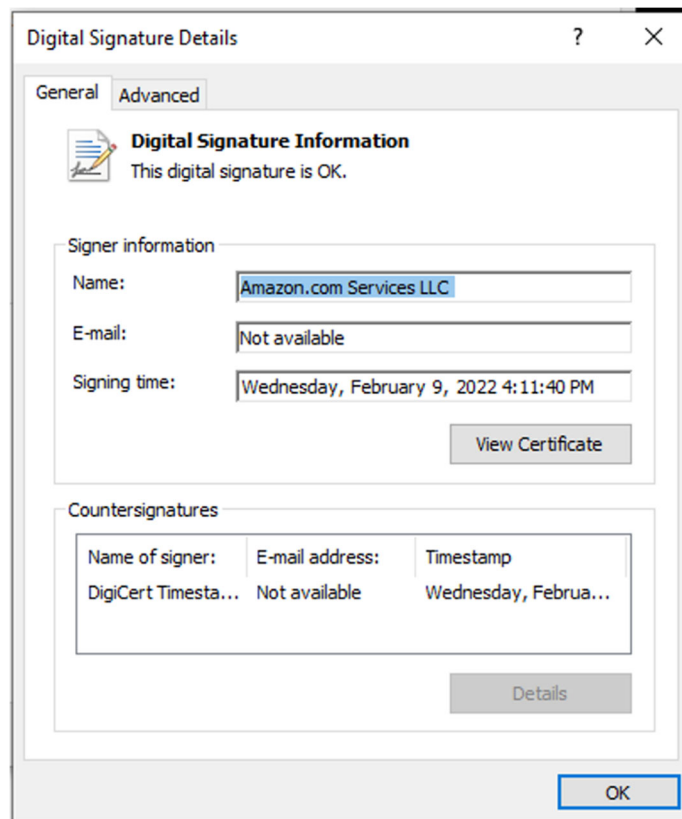 Digital Signature Details ?
General Advanced
Digital Signature Information
This digital signature is OK.
Signer information
Name: Amazon.com Services LLC
E-mail: Not available
Signing time: Wednesday, February 9, 2022 4:11:40 PM
View Certificate
Countersignatures
Name of signer: E-mail address: Timestamp
DigiCert Timesta... Not available Wednesday, Februa...
Details
OK